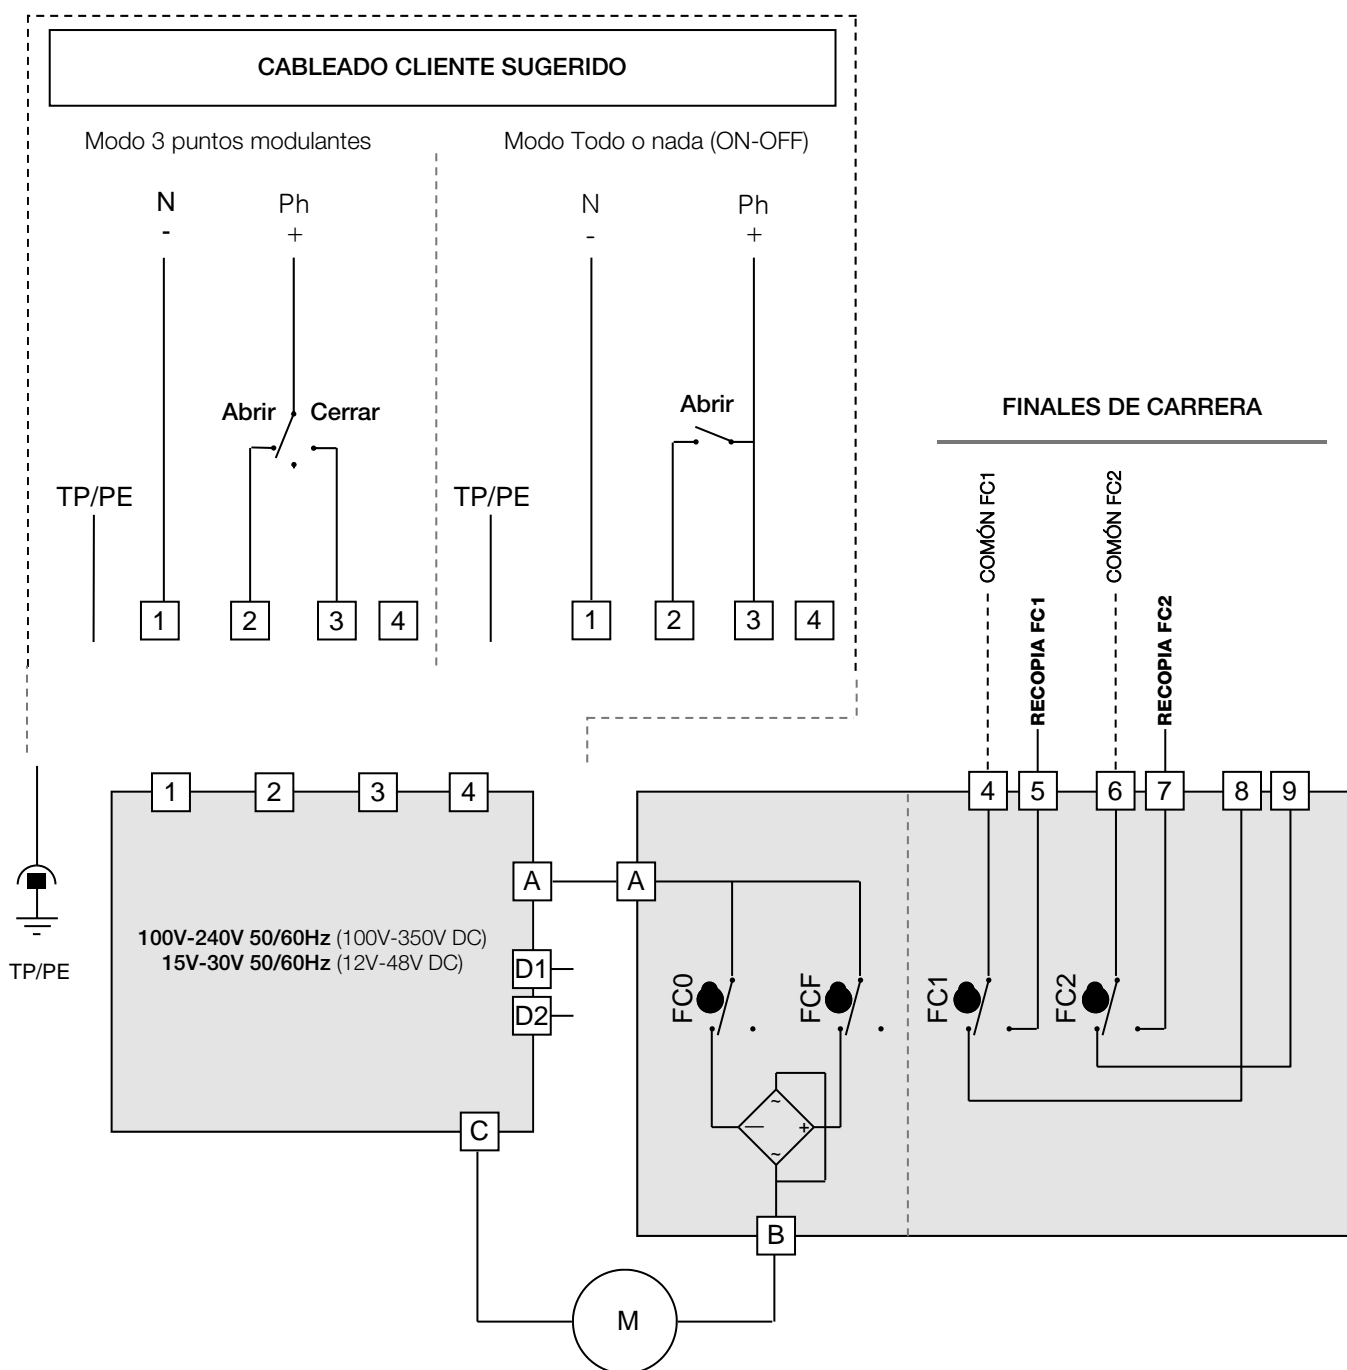 CABLEADO CLIENTE SUGERIDO
Modo 3 puntos modulantes
N
-
Ph
+
Abrir
Cerrar
TP/PE
1
2
3
4
Modo Todo o nada (ON-OFF)
N
-
Ph
+
Abrir
TP/PE
1
2
3
4
FINALES DE CARRERA
COMÓN FC1
RECOPIA FC1
COMÓN FC2
RECOPIA FC2
TP/PE
1
2
3
4
A
100V-240V 50/60Hz (100V-350V DC)
15V-30V 50/60Hz (12V-48V DC)
D1
D2
C
A
4
5
6
7
8
9
FC0
FCF
FC1
FC2
~
—
+
~
B
M